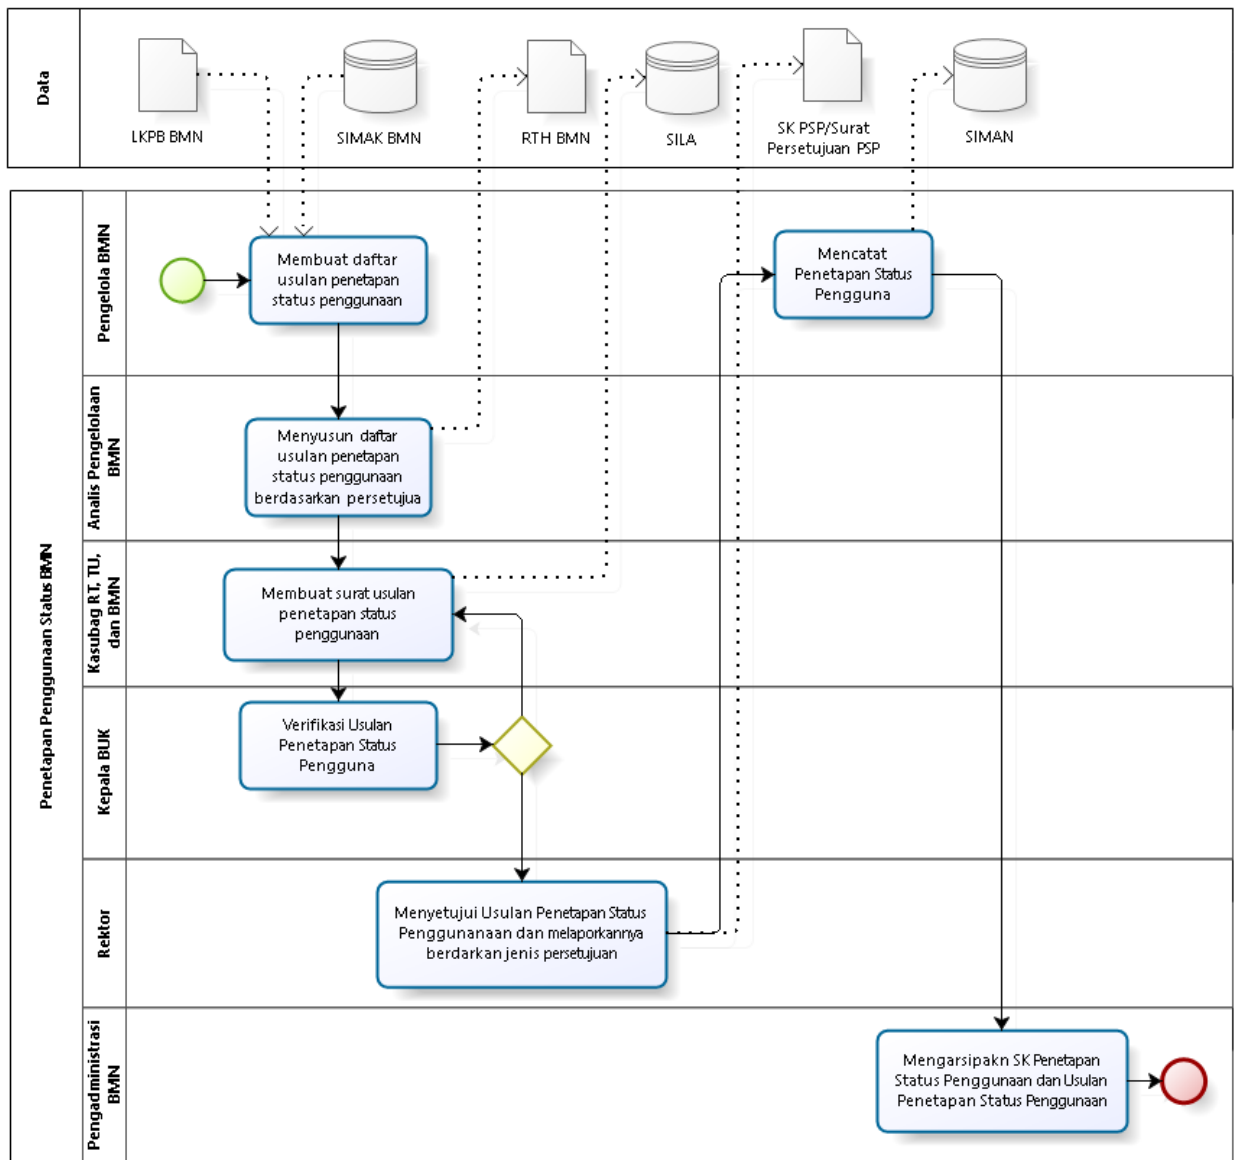 Data
LKPB BMN
SIMAK BMN
RTH BMN
SILA
SK PSP/Surat
Persetujuan PSP
SIMAN
Penetapan Penggunaan Status BMN
Pengelola BMN
Membuat daftar
usulan penetapan
status penggunaan
Mencatat
Penetapan Status
Pengguna
Analis Pengelolaan
BMN
Menyusun daftar
usulan penetapan
status penggunaan
berdasarkan persetujua
Kasubag RT, TU,
dan BMN
Membuat surat usulan
penetapan status
penggunaan
Kepala BUK
Verifikasi Usulan
Penetapan Status
Pengguna
Rektor
Menyetujui Usulan Penetapan Status
Penggunanaan dan melaporkannya
berdarkan jenis persetujuan
Pengadministrasi
BMN
Mengarsipakn SK Penetapan
Status Penggunaan dan Usulan
Penetapan Status Penggunaan